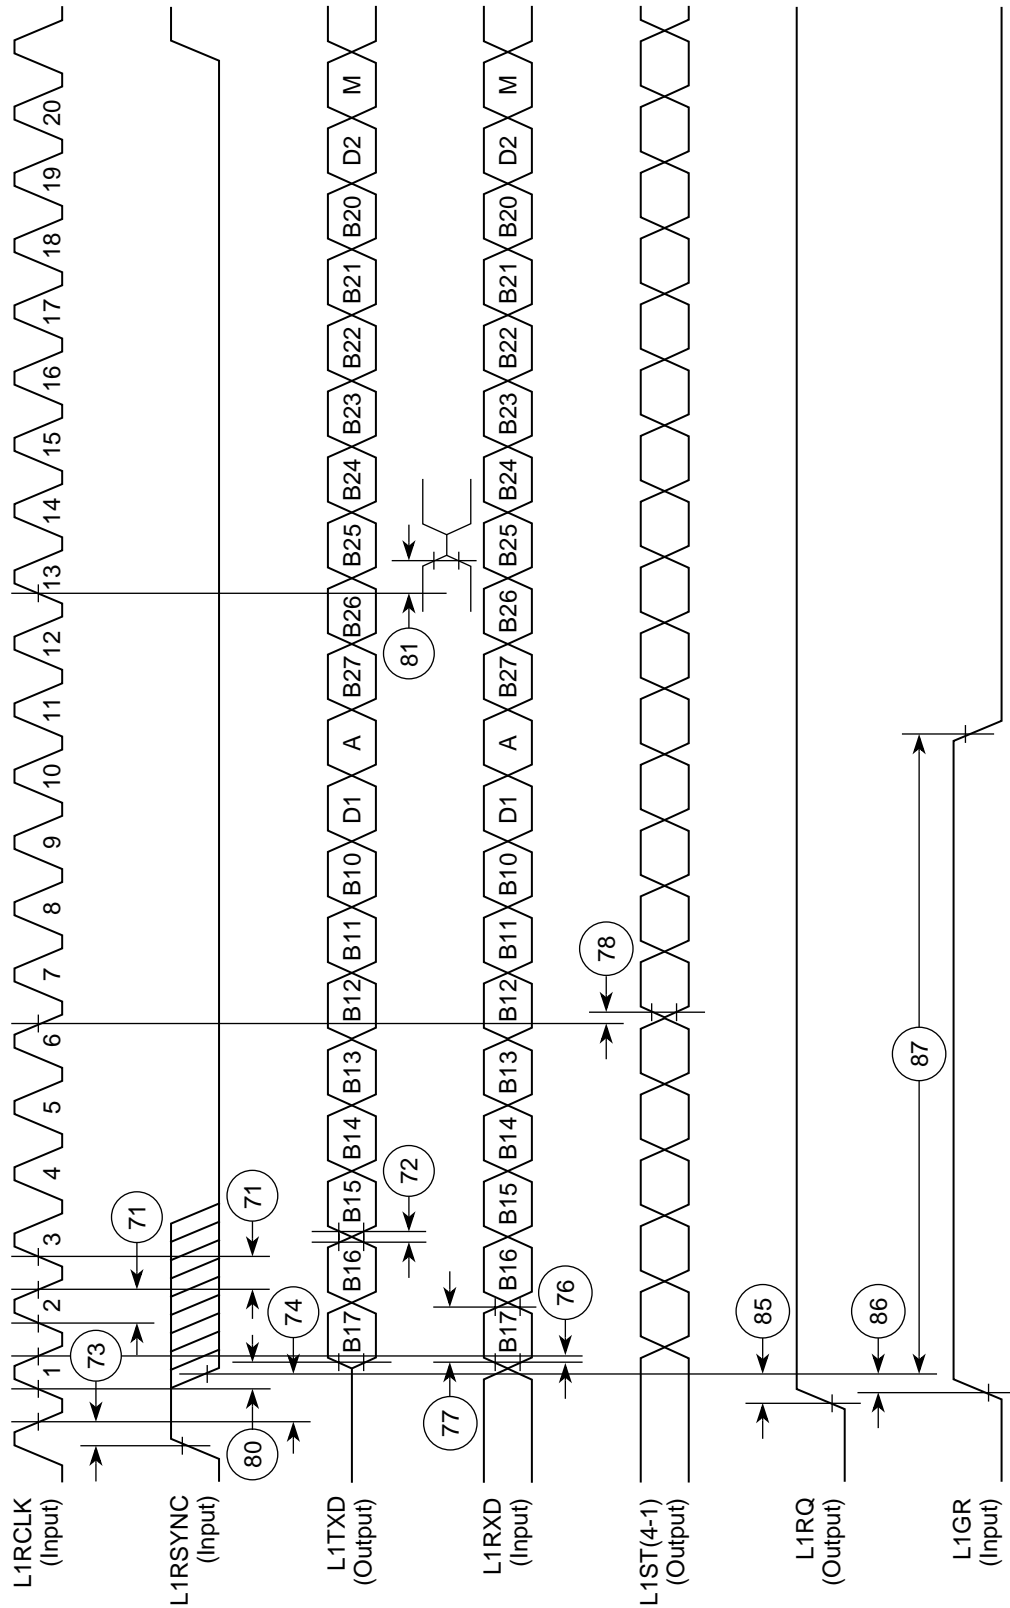 L1RCLK
(Input)
1 2 3 4 5 6 7 8 9 10 11 12 13 14 15 16 17 18 19 20
73
71
71
L1RSYNC
(Input)
80
74
L1TXD
(Output)
B17 B16 B15 B14 B13 B12 B11 B10 D1 A B27 B26 B25 B24 B23 B22 B21 B20 D2 M
72
81
L1RXD
(Input)
B17 B16 B15 B14 B13 B12 B11 B10 D1 A B27 B26 B25 B24 B23 B22 B21 B20 D2 M
77
76
78
L1ST(4-1)
(Output)
L1RQ
(Output)
85
86
87
L1GR
(Input)